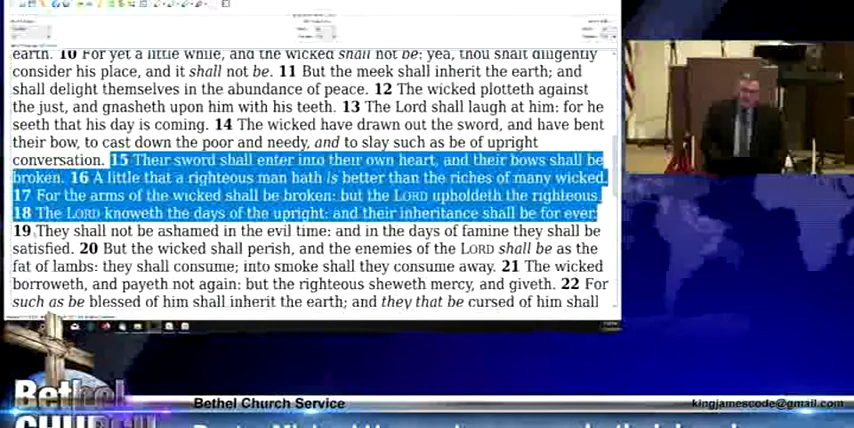 earth. 10 For yet a little while, and the wicked shall not be: yea, thou shalt diligently
consider his place, and it shall not be. 11 But the meek shall inherit the earth; and
shall delight themselves in the abundance of peace. 12 The wicked plotteth against
the just, and gnasheth upon him with his teeth. 13 The Lord shall laugh at him: for he
seeth that his day is coming. 14 The wicked have drawn out the sword, and have bent
their bow, to cast down the poor and needy, and to slay such as be of upright
conversation. 15 Their sword shall enter into their own heart, and their bows shall be
broken. 16 A little that a righteous man hath is better than the riches of many wicked.
17 For the arms of the wicked shall be broken: but the LORD upholdeth the righteous.
18 The LORD knoweth the days of the upright: and their inheritance shall be for ever.
19 They shall not be ashamed in the evil time: and in the days of famine they shall be
satisfied. 20 But the wicked shall perish, and the enemies of the LORD shall be as the
fat of lambs: they shall consume; into smoke shall they consume away. 21 The wicked
borroweth, and payeth not again: but the righteous sheweth mercy, and giveth. 22 For
such as be blessed of him shall inherit the earth; and they that be cursed of him shall
Bethel
CHURCH
Bethel Church Service
kingjamescode@gmail.com